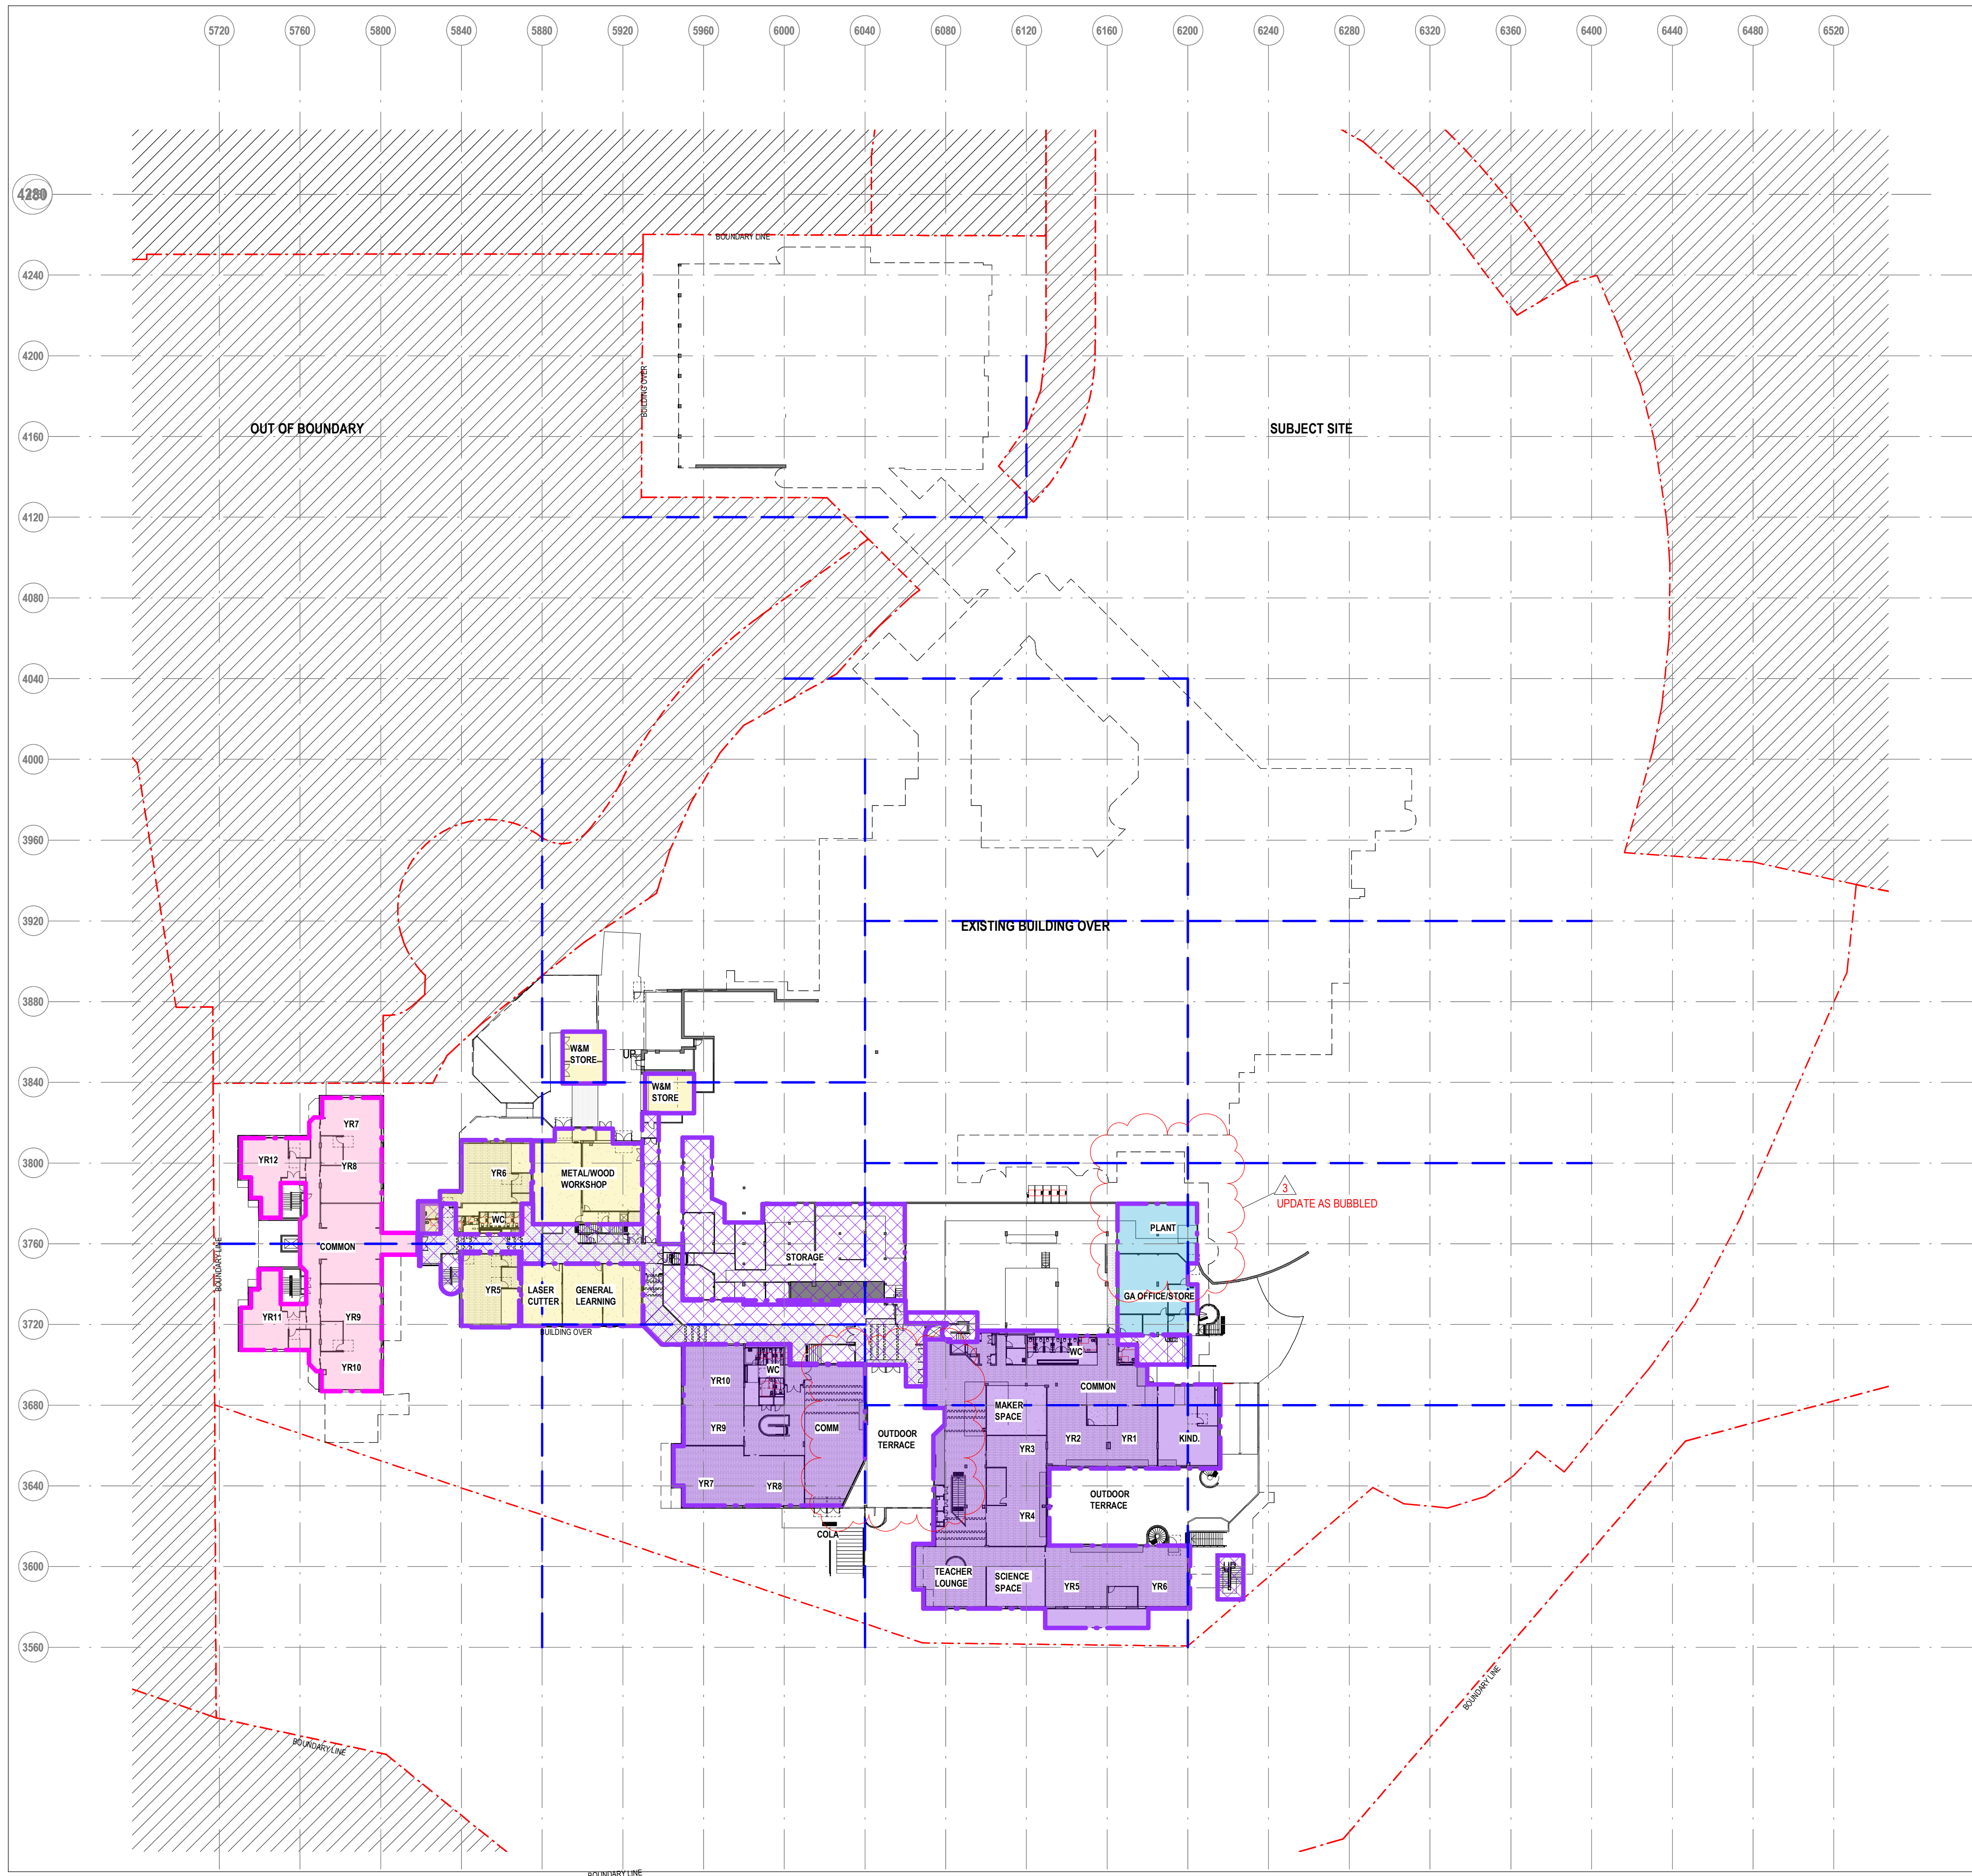 5720 5760 5800 5840 5880 5920 5960 6000 6040 6080 6120 6160 6200 6240 6280 6320 6360 6400 6440 6480 6520
4280
BOUNDARY LINE
4240
4200
BUILDING OVER
4160
OUT OF BOUNDARY
SUBJECT SITE
4120
4080
4040
4000
3960
3920
EXISTING BUILDING OVER
3880
W&M
STORE
UP
3840
W&M
STORE
3800
YR7
YR12
YR8
YR6
METAL/WOOD
WORKSHOP
3
UPDATE AS BUBBLED
WC
PLANT
3760
COMMON
STORAGE
BOUNDARY LINE
UP
YR5
LASER
CUTTER
GENERAL
LEARNING
GA OFFICE/STORE
YR11
YR9
3720
BUILDING OVER
YR10
WC
WC
YR10
COMMON
3680
MAKER
SPACE
YR9
COMM
OUTDOOR
TERRACE
YR2
YR1
KIND.
YR3
3640
YR7
YR8
OUTDOOR
TERRACE
YR4
COLA
3600
TEACHER
LOUNGE
SCIENCE
SPACE
YR5
YR6
UP
3560
BOUNDARY LINE
BOUNDARY LINE
BOUNDARY LINE